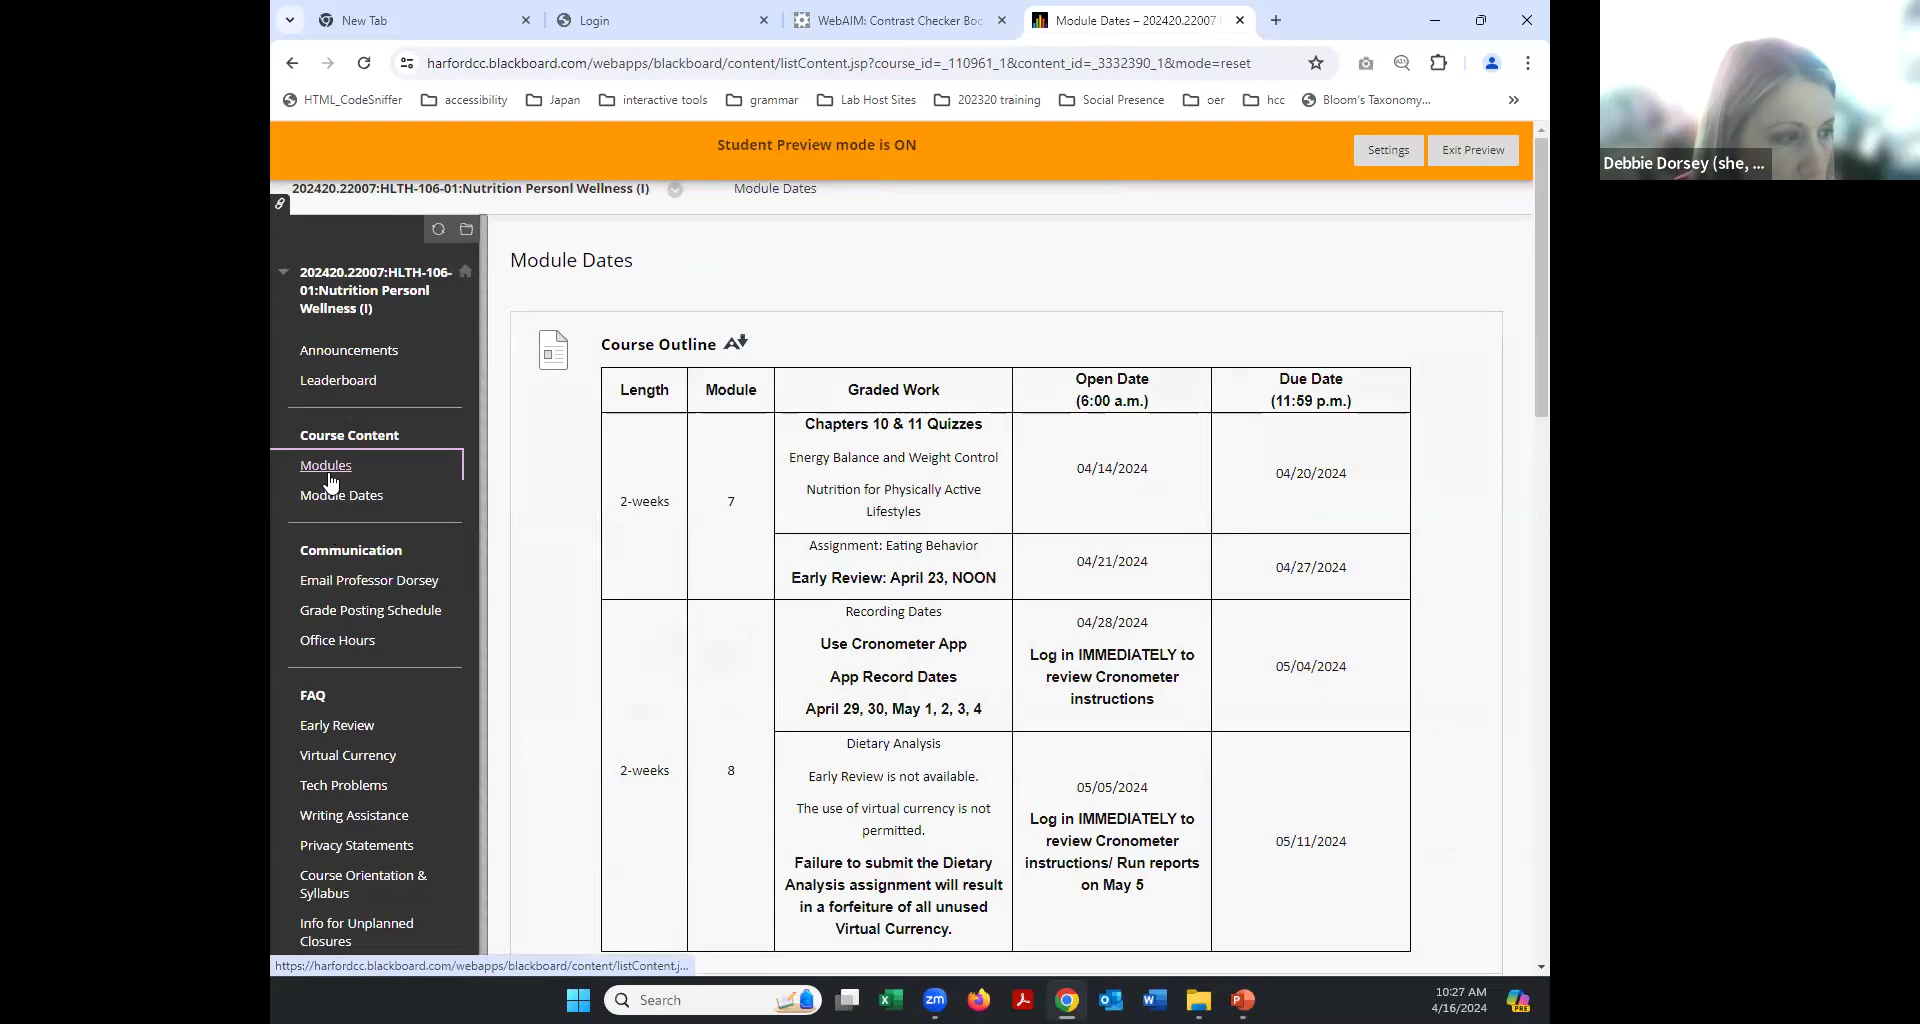 New Tab
Login
WebAIM: Contrast Checker Boo
Module Dates – 202420.22007
harfordcc.blackboard.com/webapps/blackboard/content/listContent.jsp?course_id=_110961_1&content_id=_3332390_1&mode=reset
HTML_CodeSniffer
accessibility
Japan
interactive tools
grammar
Lab Host Sites
202320 training
Social Presence
oer
hcc
Bloom's Taxonomy...
»
Student Preview mode is ON
Settings
Exit Preview
Debbie Dorsey (she, ...
202420.22007:HLTH-106-01:Nutrition Personl Wellness (I)
Module Dates
202420.22007:HLTH-106-
01:Nutrition Personl
Wellness (I)
Announcements
Leaderboard
Course Content
Modules
Module Dates
Communication
Email Professor Dorsey
Grade Posting Schedule
Office Hours
FAQ
Early Review
Virtual Currency
Tech Problems
Writing Assistance
Privacy Statements
Course Orientation &
Syllabus
Info for Unplanned
Closures
Module Dates
Course Outline
Length
Module
Graded Work
Open Date
(6:00 a.m.)
Due Date
(11:59 p.m.)
2-weeks
7
Chapters 10 & 11 Quizzes
Energy Balance and Weight Control
Nutrition for Physically Active
Lifestyles
04/14/2024
04/20/2024
Assignment: Eating Behavior
Early Review: April 23, NOON
04/21/2024
04/27/2024
2-weeks
8
Recording Dates
Use Cronometer App
App Record Dates
April 29, 30, May 1, 2, 3, 4
04/28/2024
Log in IMMEDIATELY to
review Cronometer
instructions
05/04/2024
Dietary Analysis
Early Review is not available.
The use of virtual currency is not
permitted.
Failure to submit the Dietary
Analysis assignment will result
in a forfeiture of all unused
Virtual Currency.
05/05/2024
Log in IMMEDIATELY to
review Cronometer
instructions/ Run reports
on May 5
05/11/2024
https://harfordcc.blackboard.com/webapps/blackboard/content/listContent.j...
Search
zm
10:27 AM
4/16/2024